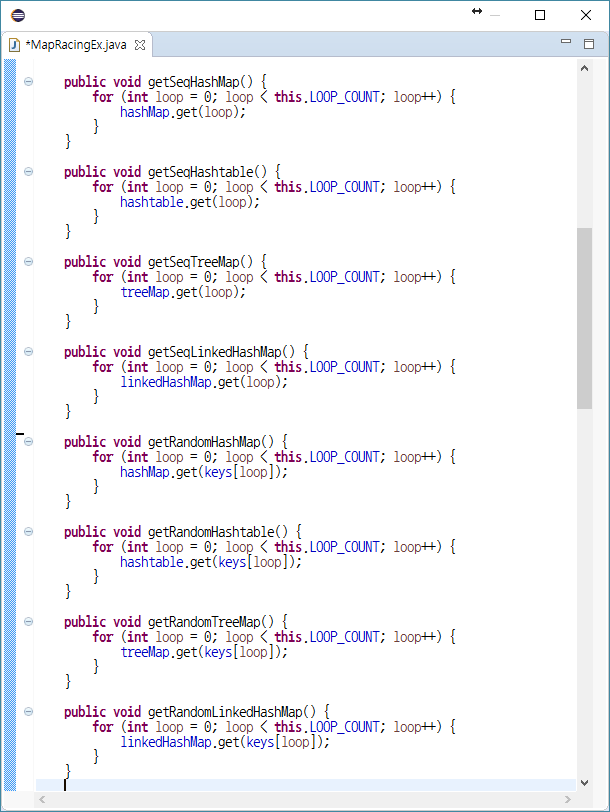 *MapRacingEx.java
public void getSeqHashMap() {
for (int loop = 0; loop < this.LOOP_COUNT; loop++) {
hashMap.get(loop);
}
}
public void getSeqHashtable() {
for (int loop = 0; loop < this.LOOP_COUNT; loop++) {
hashtable.get(loop);
}
}
public void getSeqTreeMap() {
for (int loop = 0; loop < this.LOOP_COUNT; loop++) {
treeMap.get(loop);
}
}
public void getSeqLinkedHashMap() {
for (int loop = 0; loop < this.LOOP_COUNT; loop++) {
linkedHashMap.get(loop);
}
}
public void getRandomHashMap() {
for (int loop = 0; loop < this.LOOP_COUNT; loop++) {
hashMap.get(keys[loop]);
}
}
public void getRandomHashtable() {
for (int loop = 0; loop < this.LOOP_COUNT; loop++) {
hashtable.get(keys[loop]);
}
}
public void getRandomTreeMap() {
for (int loop = 0; loop < this.LOOP_COUNT; loop++) {
treeMap.get(keys[loop]);
}
}
public void getRandomLinkedHashMap() {
for (int loop = 0; loop < this.LOOP_COUNT; loop++) {
linkedHashMap.get(keys[loop]);
}
}